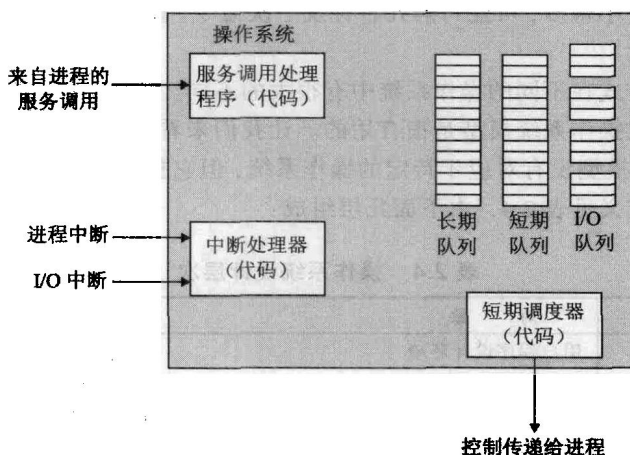 操作系统
服务调用处理
程序（代码）
来自进程的
服务调用
进程中断
I/O 中断
中断处理器
（代码）
长期
队列
短期
队列
I/O
队列
短期调度器
（代码）
控制传递给进程